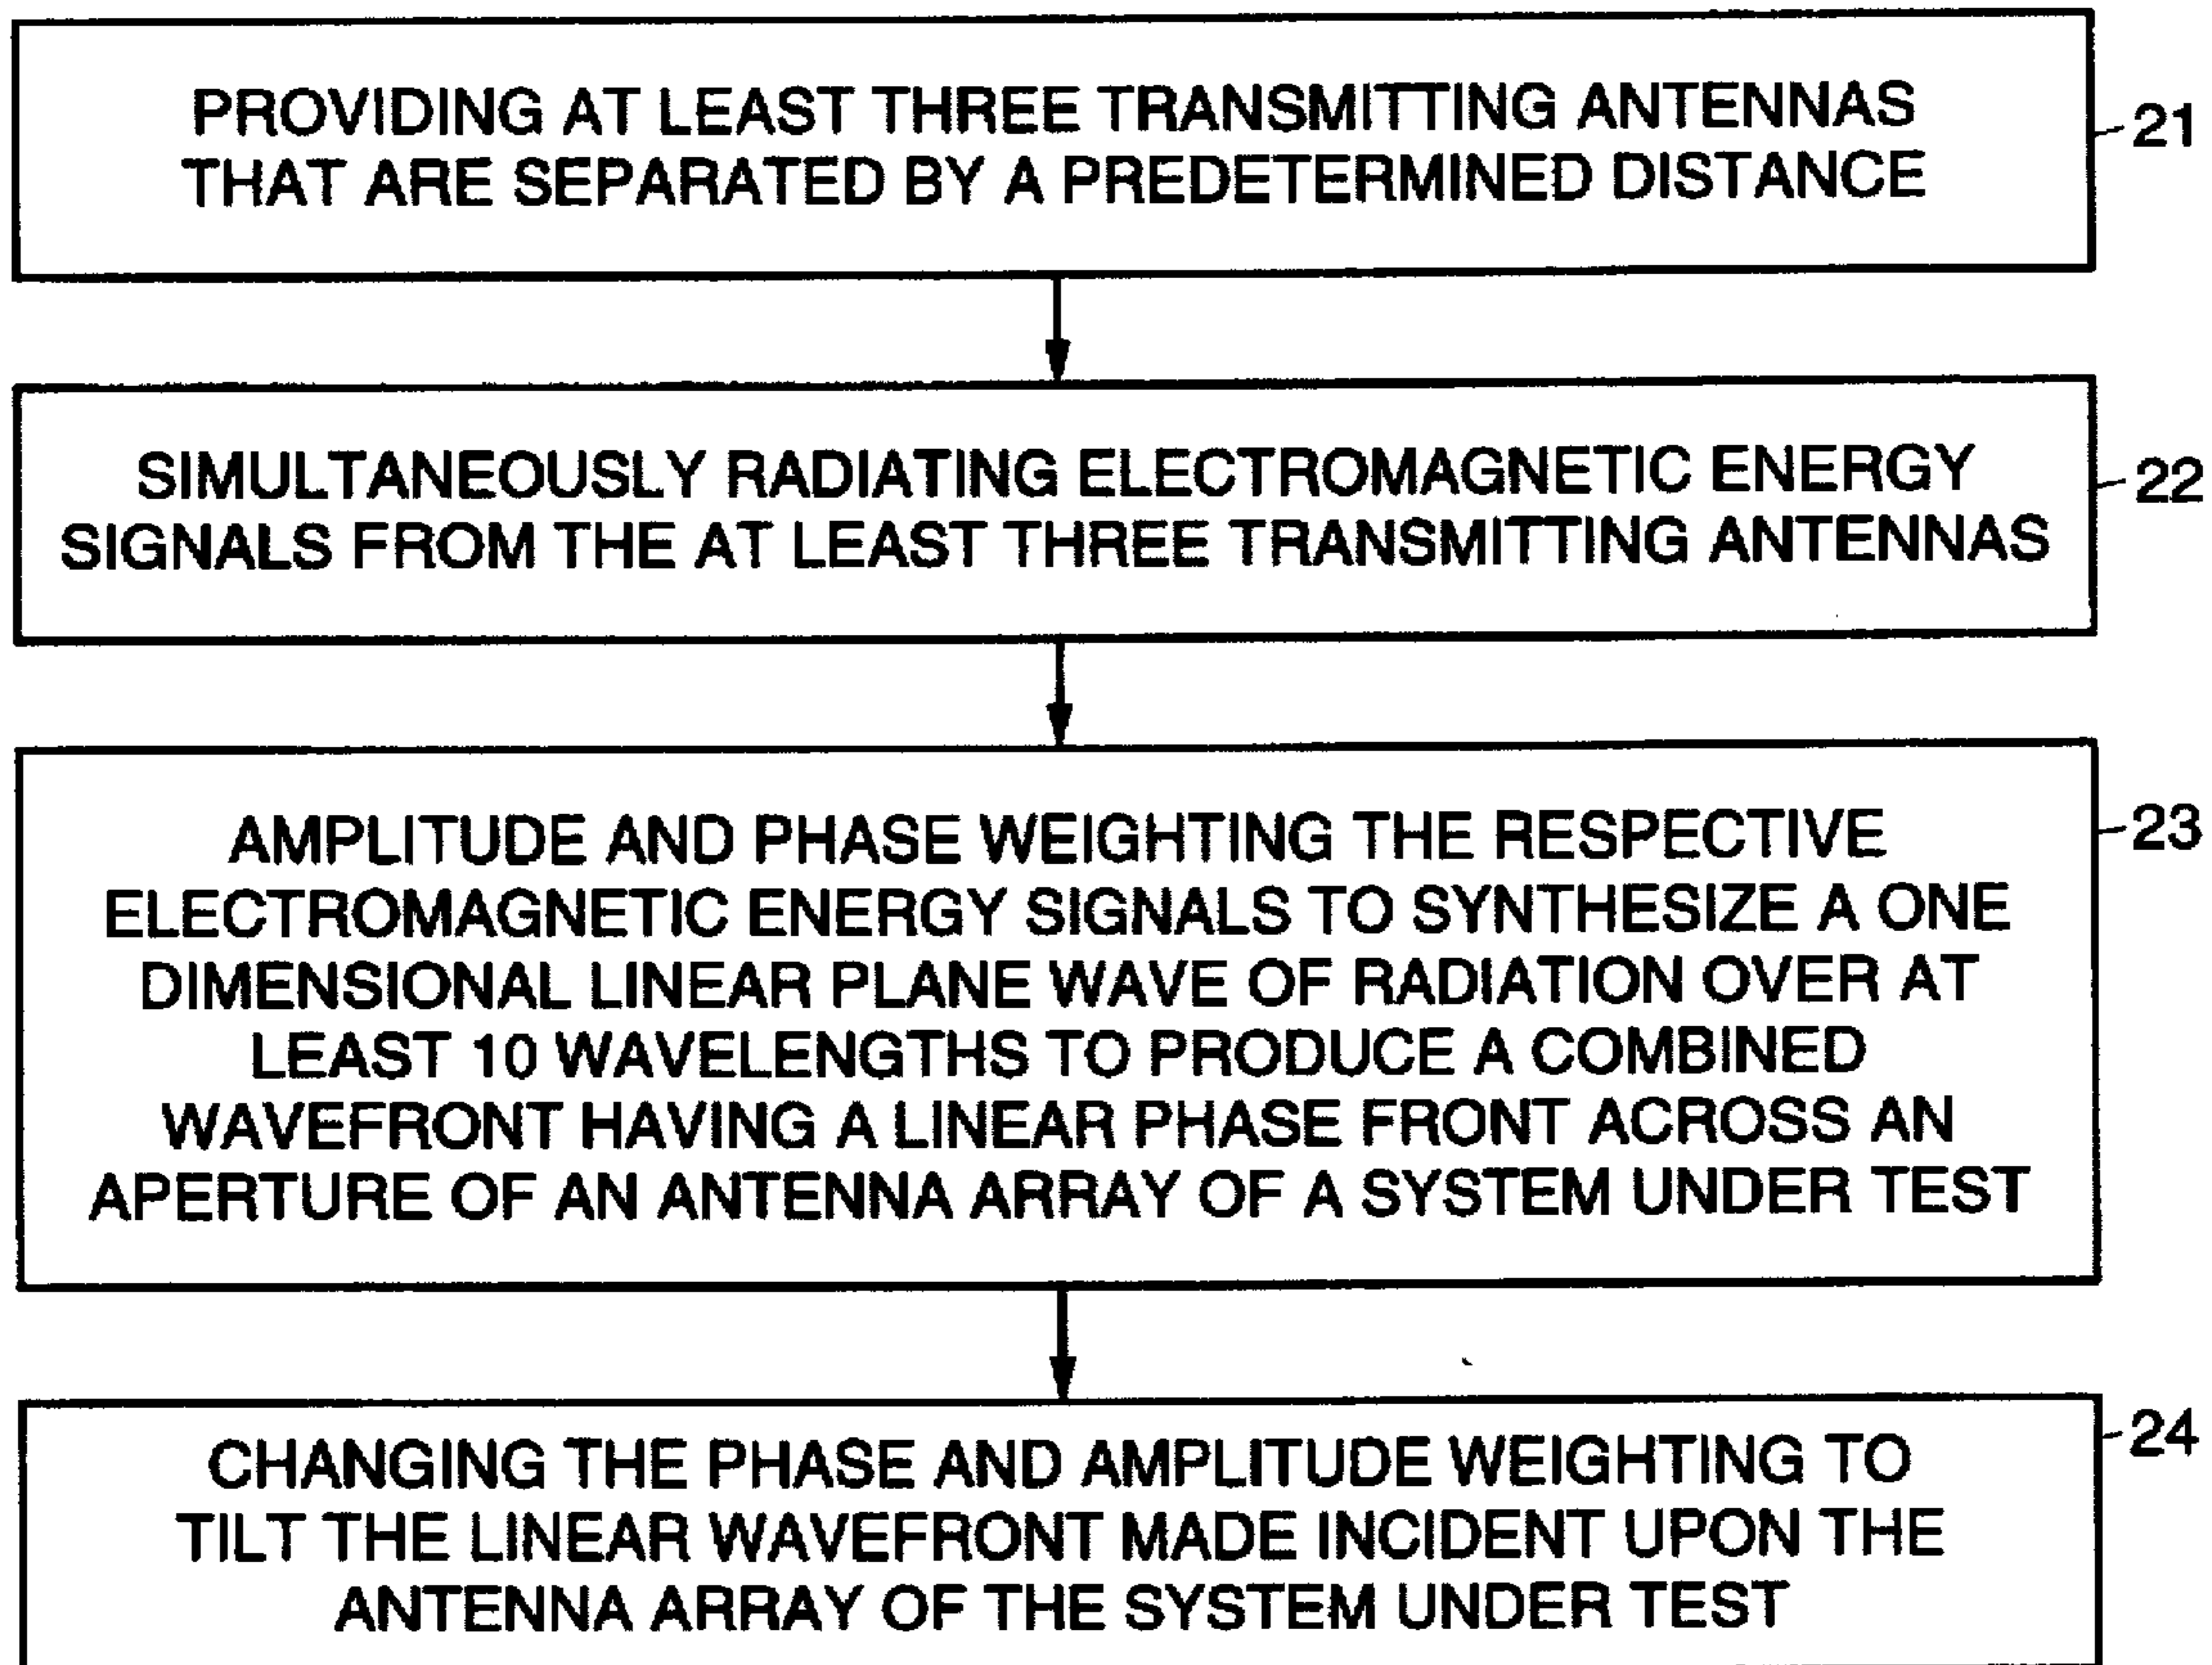 PROVIDING AT LEAST THREE TRANSMITTING ANTENNAS
THAT ARE SEPARATED BY A PREDETERMINED DISTANCE
21
SIMULTANEOUSLY RADIATING ELECTROMAGNETIC ENERGY
SIGNALS FROM THE AT LEAST THREE TRANSMITTING ANTENNAS
22
AMPLITUDE AND PHASE WEIGHTING THE RESPECTIVE
ELECTROMAGNETIC ENERGY SIGNALS TO SYNTHESIZE A ONE
DIMENSIONAL LINEAR PLANE WAVE OF RADIATION OVER AT
LEAST 10 WAVELENGTHS TO PRODUCE A COMBINED
WAVEFRONT HAVING A LINEAR PHASE FRONT ACROSS AN
APERTURE OF AN ANTENNA ARRAY OF A SYSTEM UNDER TEST
23
CHANGING THE PHASE AND AMPLITUDE WEIGHTING TO
TILT THE LINEAR WAVEFRONT MADE INCIDENT UPON THE
ANTENNA ARRAY OF THE SYSTEM UNDER TEST
24